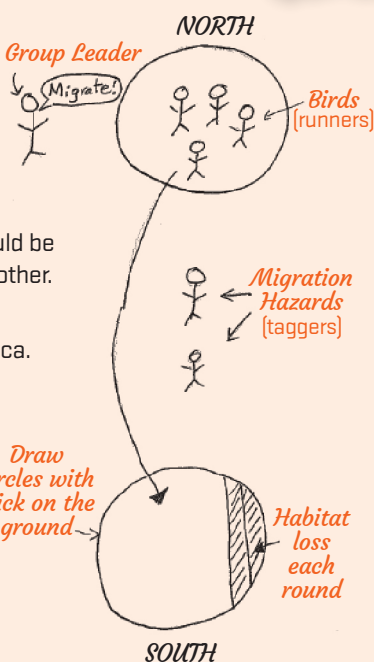 NORTH
Group Leader
Migrate!
Birds
(runners)
uld be
other.
Migration
Hazards
(taggers)
ca.
Draw
rcles with
ick on the
ground
Habitat
loss
each
round
SOUTH